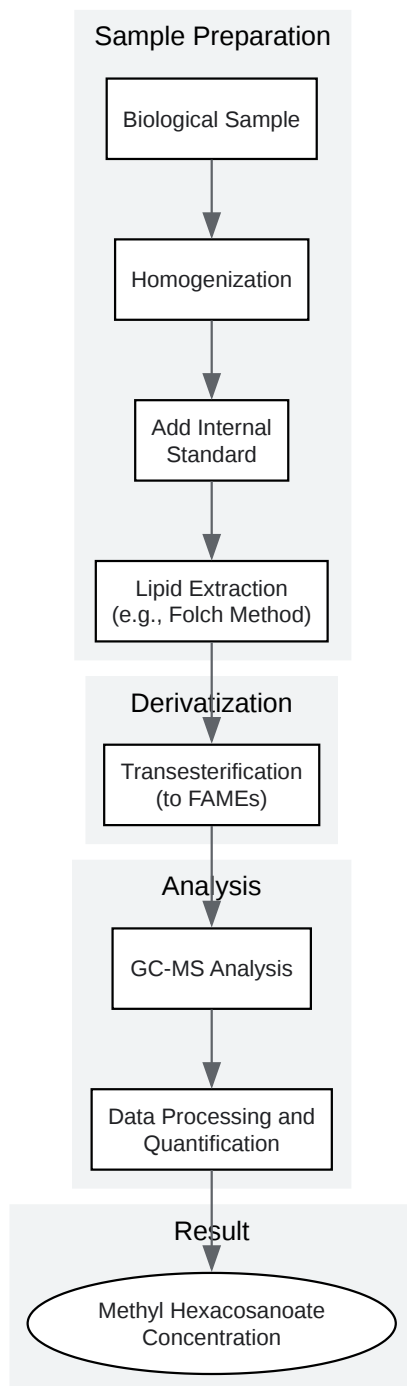 Sample Preparation
Biological Sample
Homogenization
Add Internal
Standard
Lipid Extraction
(e.g., Folch Method)
Derivatization
Transesterification
(to FAMEs)
Analysis
GC-MS Analysis
Data Processing and
Quantification
Result
Methyl Hexacosanoate
Concentration